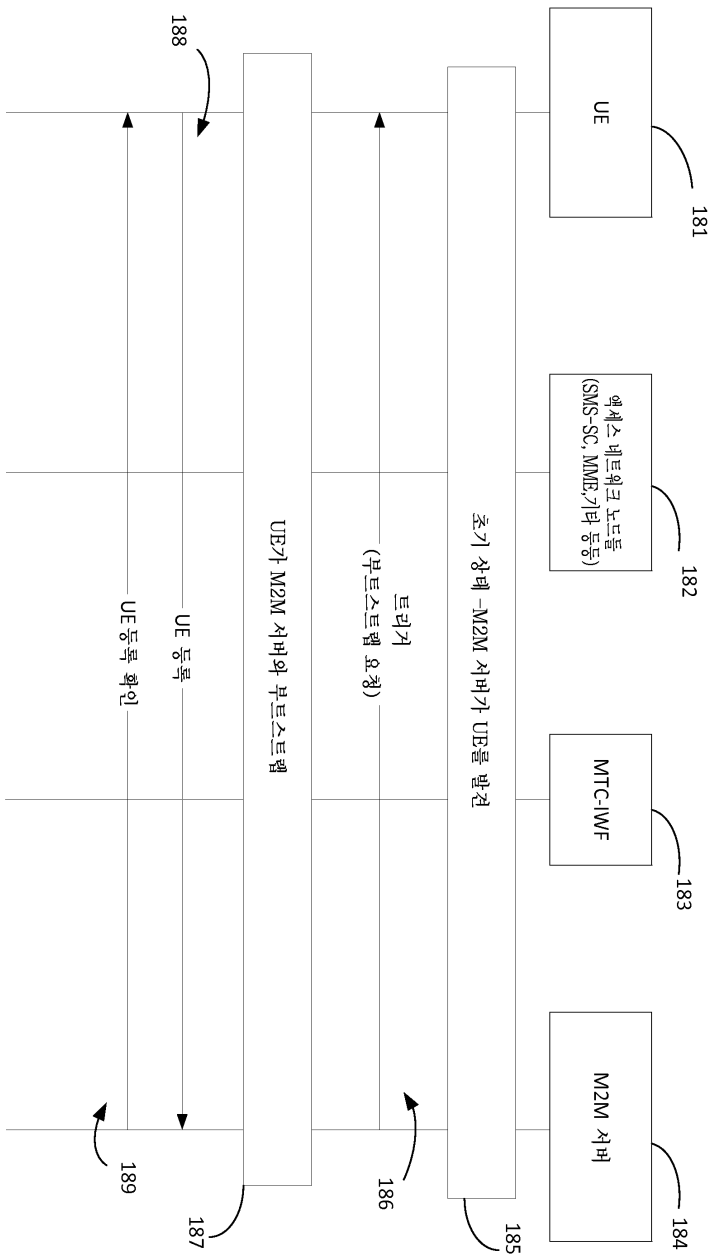 UE
181
액세스 네트워크 노드들
(SMS-SC, MME,기타 등등)
182
MTC-IWF
183
M2M 서버
184
초기 상태 -M2M 서버가 UE를 발견
185
트리거
(부트스트랩 요청)
186
UE가 M2M 서버와 부트스트랩
187
188
UE 등록
UE 등록 확인
189